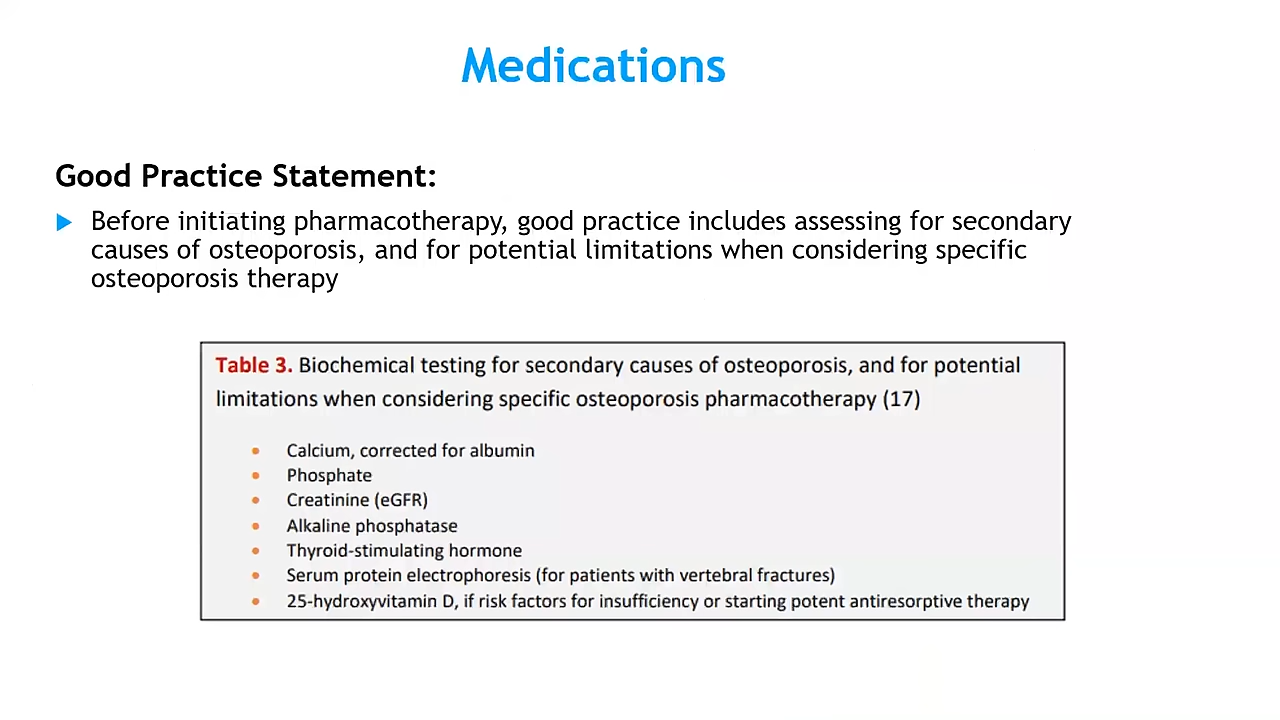 Medications
Good Practice Statement:
Before initiating pharmacotherapy, good practice includes assessing for secondary
causes of osteoporosis, and for potential limitations when considering specific
osteoporosis therapy
Table 3. Biochemical testing for secondary causes of osteoporosis, and for potential
limitations when considering specific osteoporosis pharmacotherapy (17)
• Calcium, corrected for albumin
• Phosphate
• Creatinine (eGFR)
• Alkaline phosphatase
• Thyroid-stimulating hormone
• Serum protein electrophoresis (for patients with vertebral fractures)
• 25-hydroxyvitamin D, if risk factors for insufficiency or starting potent antiresorptive therapy